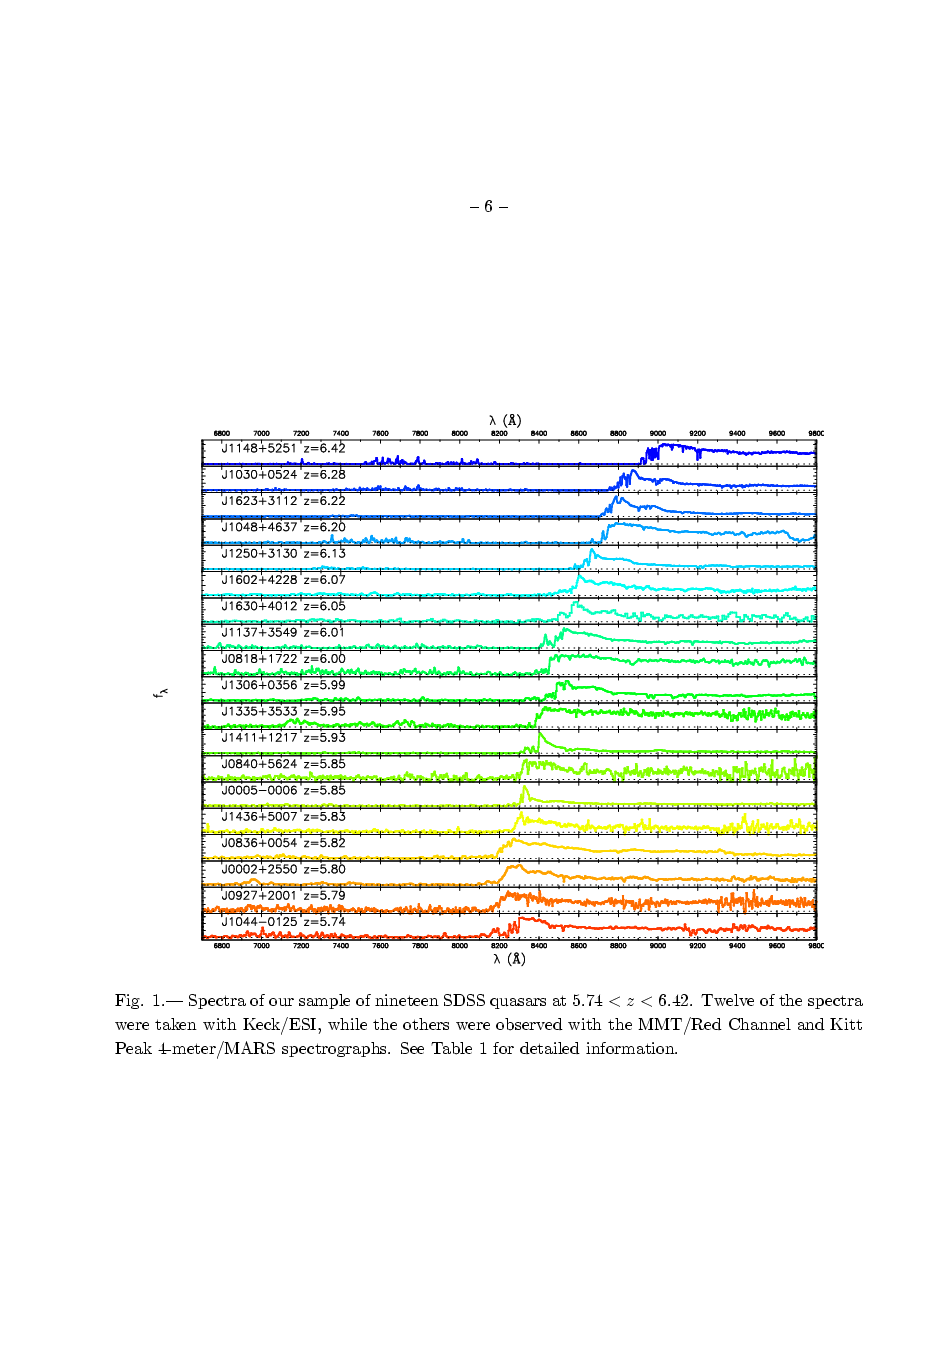 – 6 –
λ (Å)
6800 7000 7200 7400 7600 7800 8000 8200 8400 8600 8800 9000 9200 9400 9600 9800
J1148+5251 z=6.42
J1030+0524 z=6.28
J1623+3112 z=6.22
J1048+4637 z=6.20
J1250+3130 z=6.13
J1602+4228 z=6.07
J1630+4012 z=6.05
J1137+3549 z=6.01
J0818+1722 z=6.00
J1306+0356 z=5.99
fλ
J1335+3533 z=5.95
J1411+1217 z=5.93
J0840+5624 z=5.85
J0005-0006 z=5.85
J1436+5007 z=5.83
J0836+0054 z=5.82
J0002+2550 z=5.80
J0927+2001 z=5.79
J1044-0125 z=5.74
6800 7000 7200 7400 7600 7800 8000 8200 8400 8600 8800 9000 9200 9400 9600 9800
λ (Å)
Fig. 1.— Spectra of our sample of nineteen SDSS quasars at 5.74 < z < 6.42. Twelve of the spectra
were taken with Keck/ESI, while the others were observed with the MMT/Red Channel and Kitt
Peak 4-meter/MARS spectrographs. See Table 1 for detailed information.